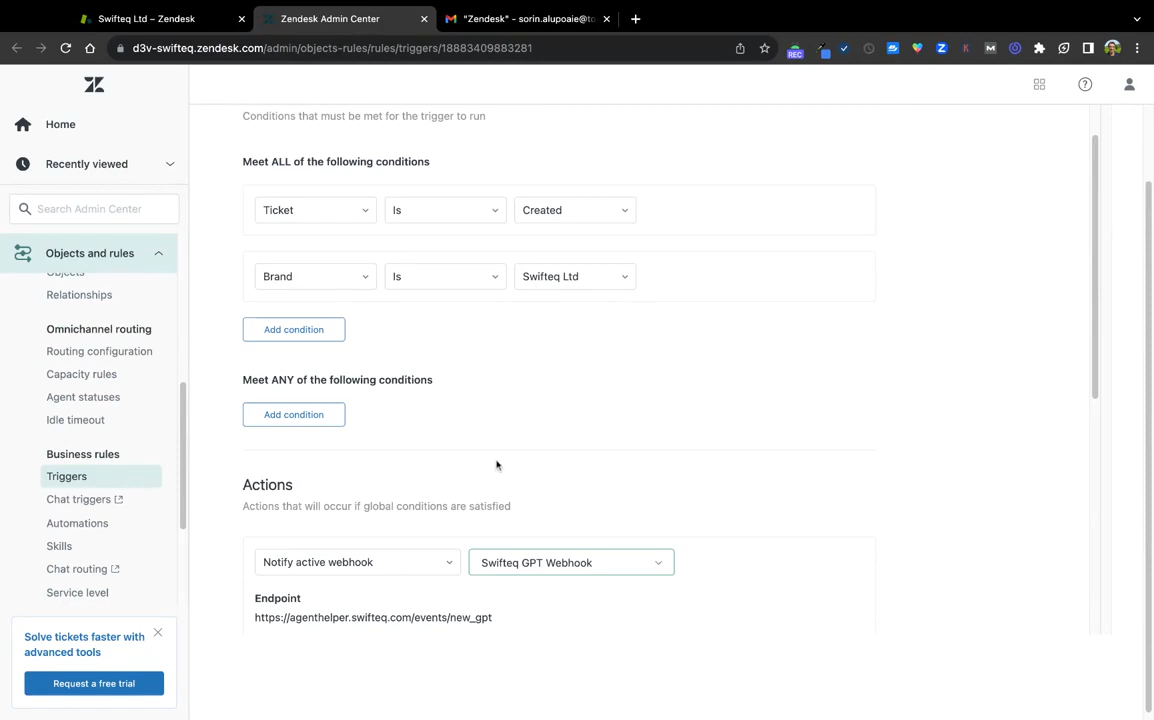 Swifteq Ltd – Zendesk
Zendesk Admin Center
"Zendesk" - sorin.alupoaie@to
d3v-swifteq.zendesk.com/admin/objects-rules/rules/triggers/18883409883281
REC
Home
Recently viewed
Search Admin Center
Objects and rules
Objects
Relationships
Omnichannel routing
Routing configuration
Capacity rules
Agent statuses
Idle timeout
Business rules
Triggers
Chat triggers
Automations
Skills
Chat routing
Service level
Solve tickets faster with
advanced tools
Request a free trial
Conditions that must be met for the trigger to run
Meet ALL of the following conditions
Ticket Is Created
Brand Is Swifteq Ltd
Add condition
Meet ANY of the following conditions
Add condition
Actions
Actions that will occur if global conditions are satisfied
Notify active webhook Swifteq GPT Webhook
Endpoint
https://agenthelper.swifteq.com/events/new_gpt